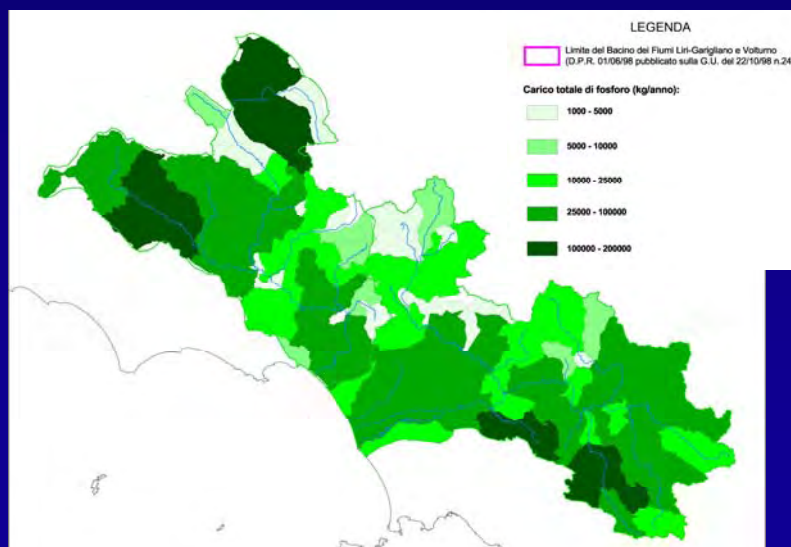 LEGENDA
Limite del Bacino dei Fiumi Liri-Garigliano e Volturno
(D.P.R. 01/06/98 pubblicato sulla G.U. del 22/10/98 n.24
Carico totale di fosforo (kg/anno):
1000 - 5000
5000 - 10000
10000 - 25000
25000 - 100000
100000 - 200000